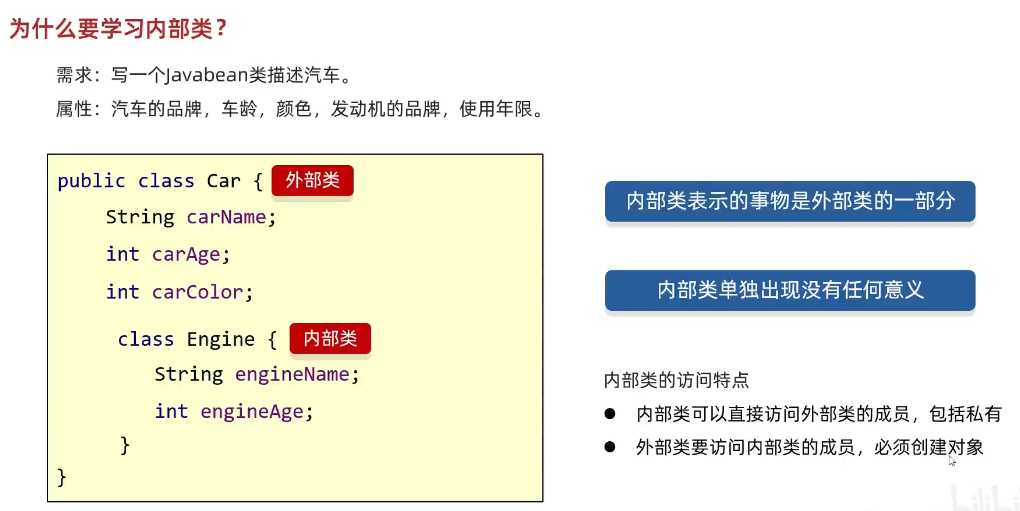 为什么要学习内部类？
需求：写一个Javabean类描述汽车。
属性：汽车的品牌，车龄，颜色，发动机的品牌，使用年限。
public class Car { 外部类
String carName;
int carAge;
int carColor;
class Engine { 内部类
String engineName;
int engineAge;
}
}
内部类表示的事物是外部类的一部分
内部类单独出现没有任何意义
内部类的访问特点
● 内部类可以直接访问外部类的成员，包括私有
● 外部类要访问内部类的成员，必须创建对象